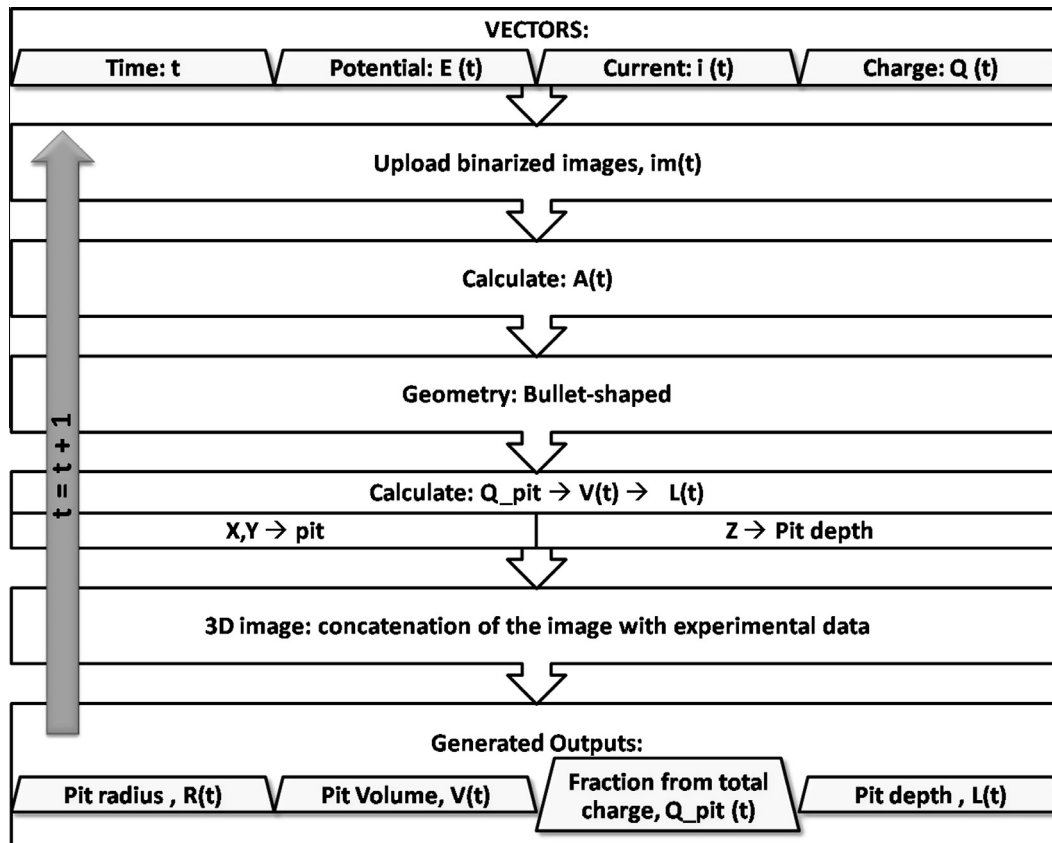 VECTORS:
Time: t
Potential: E (t)
Current: i (t)
Charge: Q (t)
Upload binarized images, im(t)
Calculate: A(t)
Geometry: Bullet-shaped
Calculate: Q_pit → V(t) → L(t)
X,Y → pit
Z → Pit depth
3D image: concatenation of the image with experimental data
t = t + 1
Generated Outputs:
Pit radius , R(t)
Pit Volume, V(t)
Fraction from total
charge, Q_pit (t)
Pit depth , L(t)